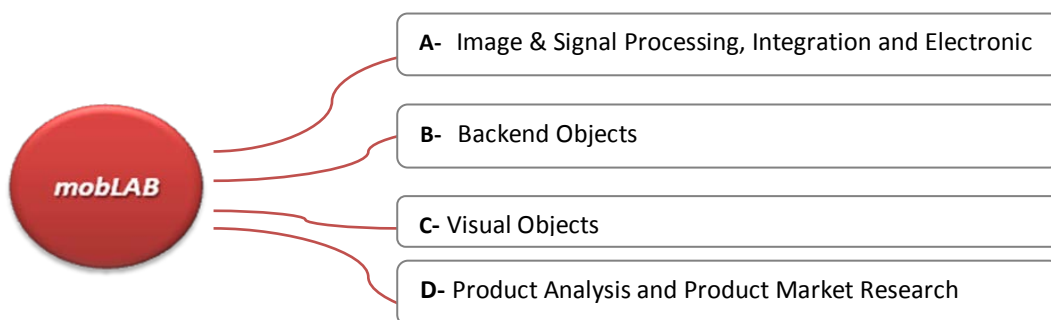 A- Image & Signal Processing, Integration and Electronic
B- Backend Objects
mobLAB
C- Visual Objects
D- Product Analysis and Product Market Research